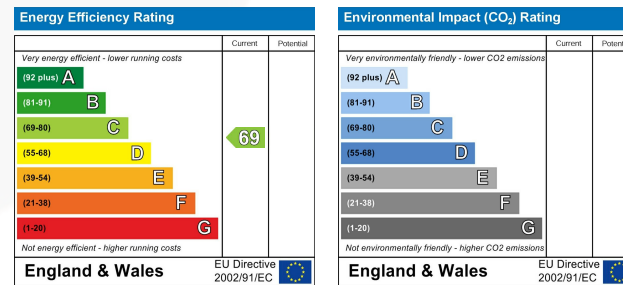 Energy Efficiency Rating
Current Potential
Very energy efficient - lower running costs
(92 plus) A
(81-91) B
(69-80) C
69
(55-68) D
(39-54) E
(21-38) F
(1-20) G
Not energy efficient - higher running costs
England & Wales
EU Directive
2002/91/EC
Environmental Impact (CO₂) Rating
Current Potent
Very environmentally friendly - lower CO2 emissions
(92 plus) A
(81-91) B
(69-80) C
(55-68) D
(39-54) E
(21-38) F
(1-20) G
Not environmentally friendly - higher CO2 emissions
England & Wales
EU Directive
2002/91/EC